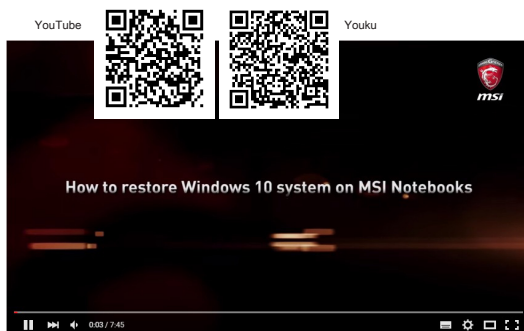 YouTube
Youku
msi
How to restore Windows 10 system on MSI Notebooks
0:03 / 7:45